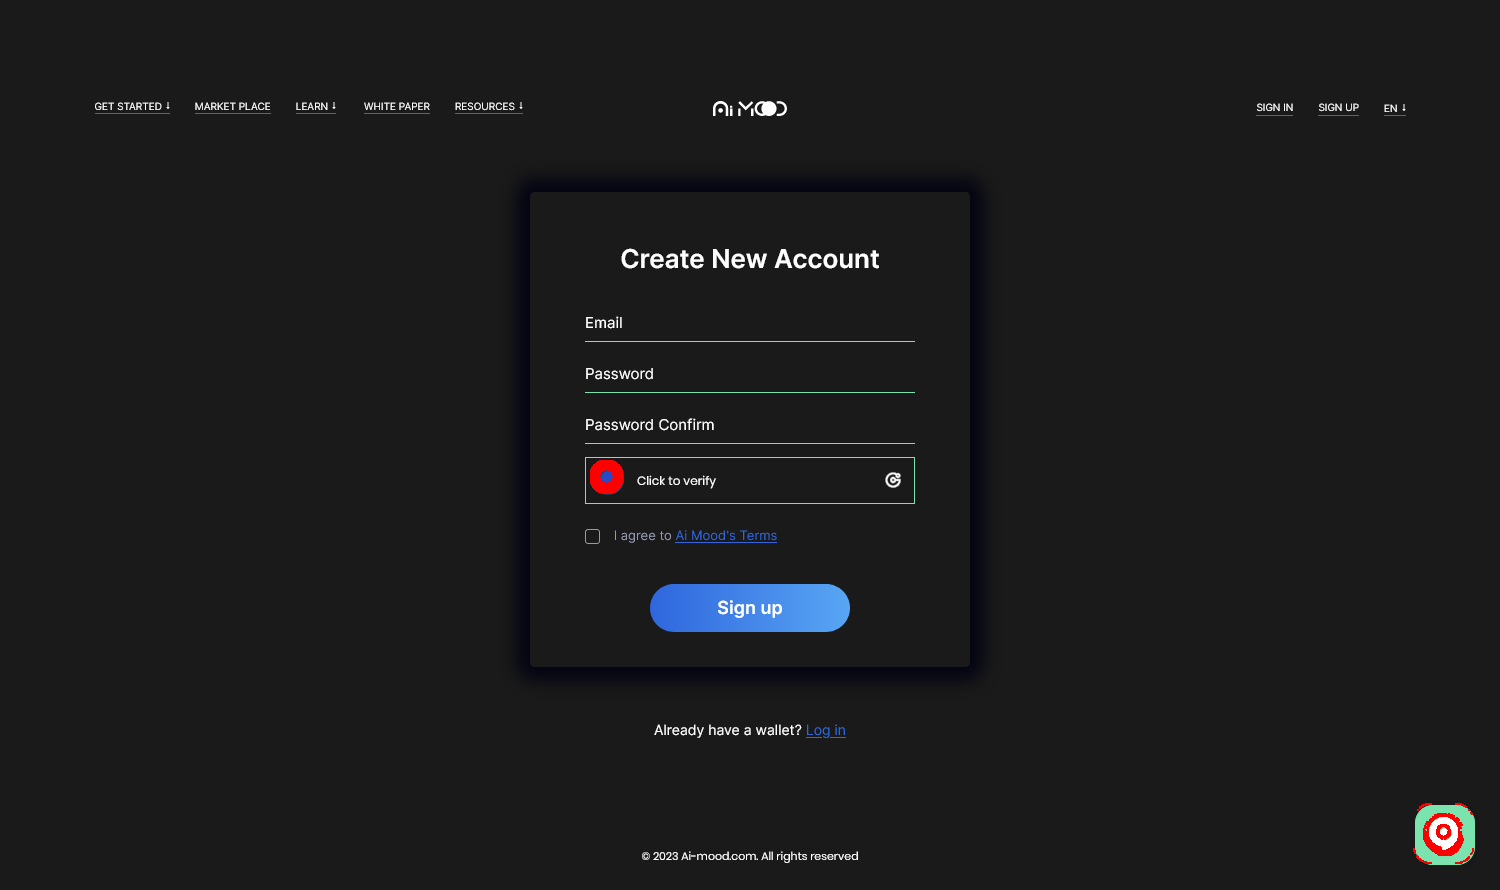 GET STARTED ↓ MARKET PLACE LEARN ↓ WHITE PAPER RESOURCES ↓ Ai MOOD SIGN IN SIGN UP EN ↓
Create New Account
Email
Password
Password Confirm
Click to verify
I agree to Ai Mood's Terms
Sign up
Already have a wallet? Log in
© 2023 Ai-mood.com. All rights reserved